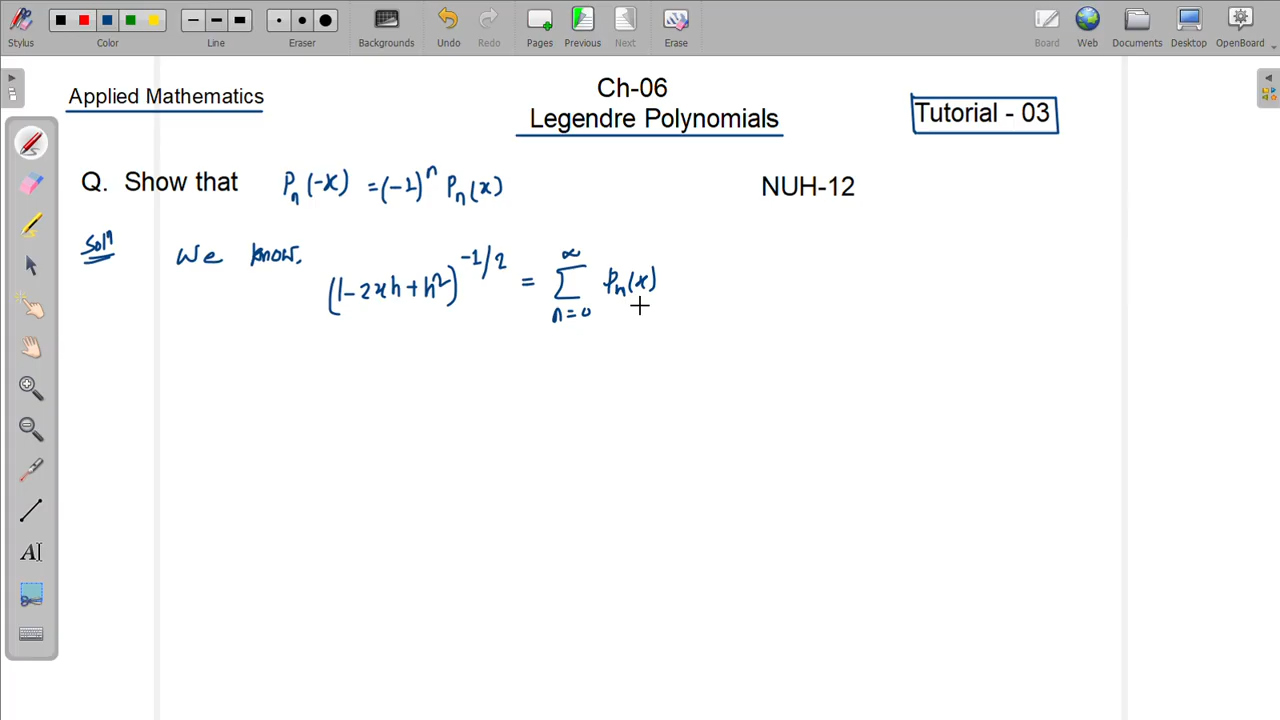 Stylus Color Line Eraser Backgrounds Undo Redo Pages Previous Next Erase Board Web Documents Desktop OpenBoard
Applied Mathematics
Ch-06
Legendre Polynomials
Tutorial - 03
Q. Show that Pₙ(-x) = (-1)ⁿ Pₙ(x) NUH-12
Solⁿ We know.
(1-2xh+h²)^(-1/2) = ∑_{n=0}^{∞} Pₙ(x)